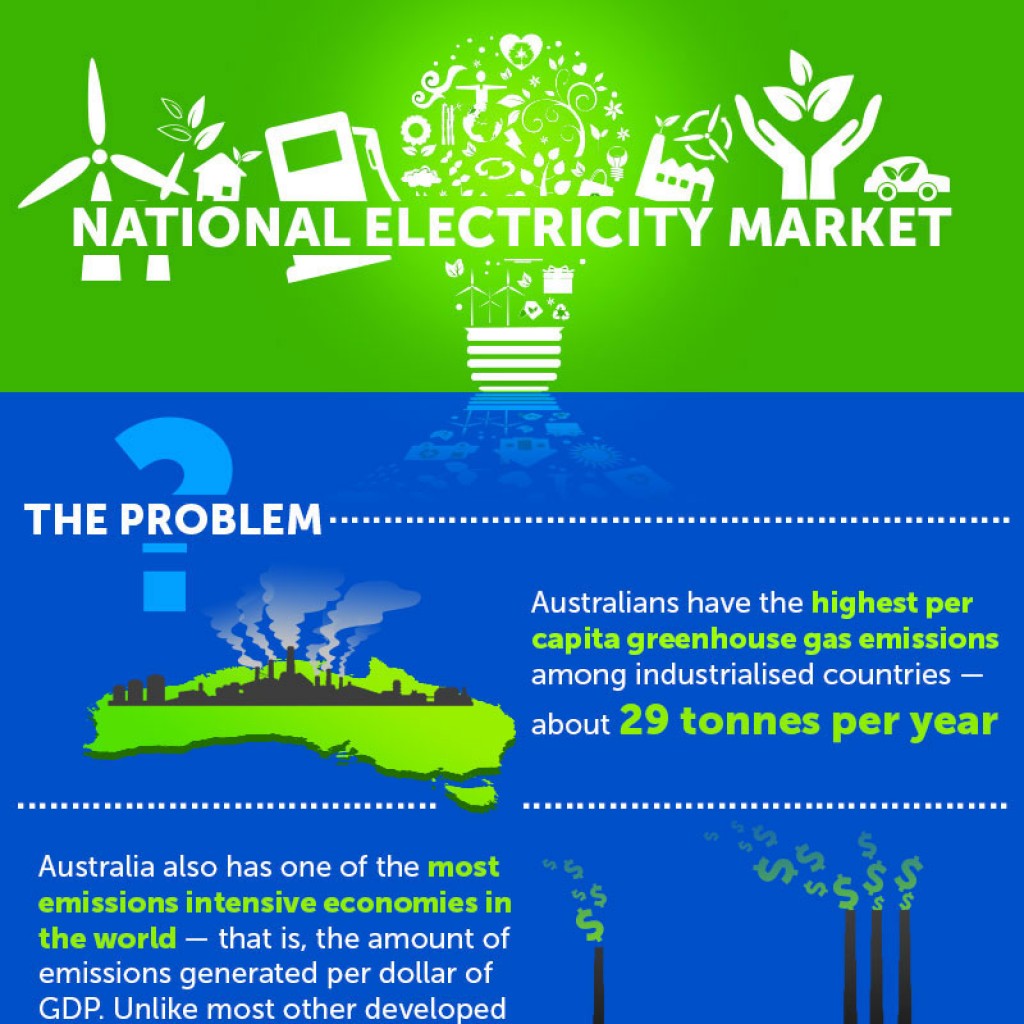 NATIONAL ELECTRICITY MARKET
THE PROBLEM
Australians have the highest per
capita greenhouse gas emissions
among industrialised countries —
about 29 tonnes per year
Australia also has one of the most
emissions intensive economies in
the world — that is, the amount of
emissions generated per dollar of
GDP. Unlike most other developed